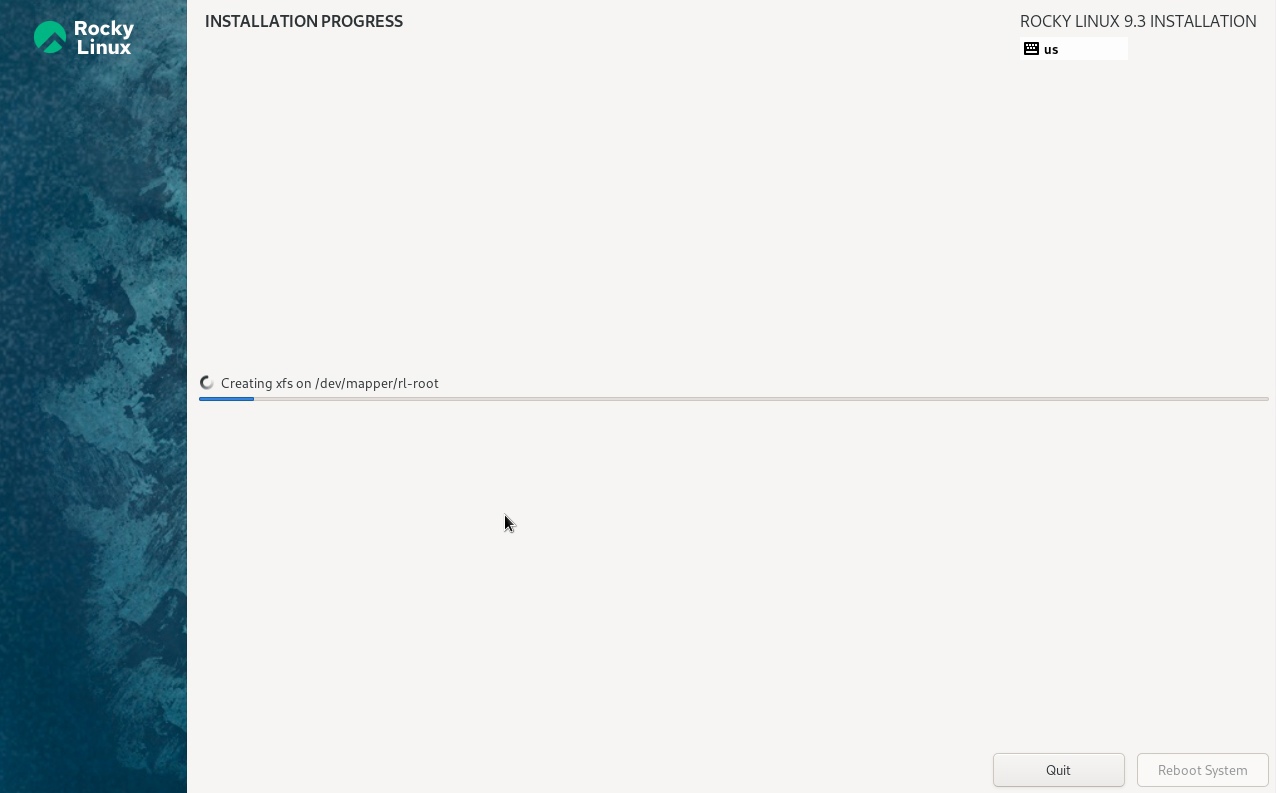 Rocky
Linux
INSTALLATION PROGRESS
ROCKY LINUX 9.3 INSTALLATION
us
Creating xfs on /dev/mapper/rl-root
Quit
Reboot System